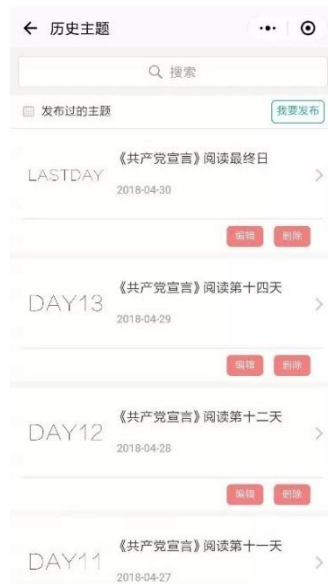 历史主题
搜索
发布过的主题 我要发布
《共产党宣言》阅读最终日
LASTDAY
2018-04-30
编辑 删除
《共产党宣言》阅读第十四天
DAY13
2018-04-29
编辑 删除
《共产党宣言》阅读第十二天
DAY12
2018-04-28
编辑 删除
《共产党宣言》阅读第十一天
DAY11
2018-04-27